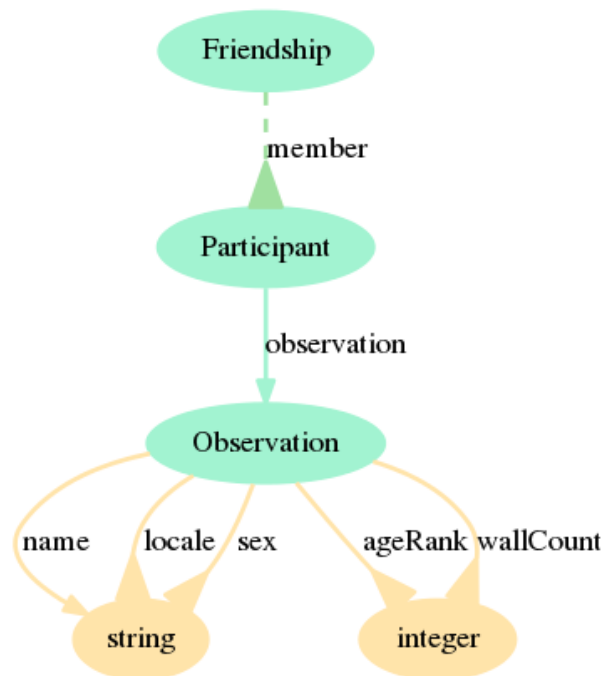 Friendship
member
Participant
observation
Observation
name
locale
sex
ageRank
wallCount
string
integer